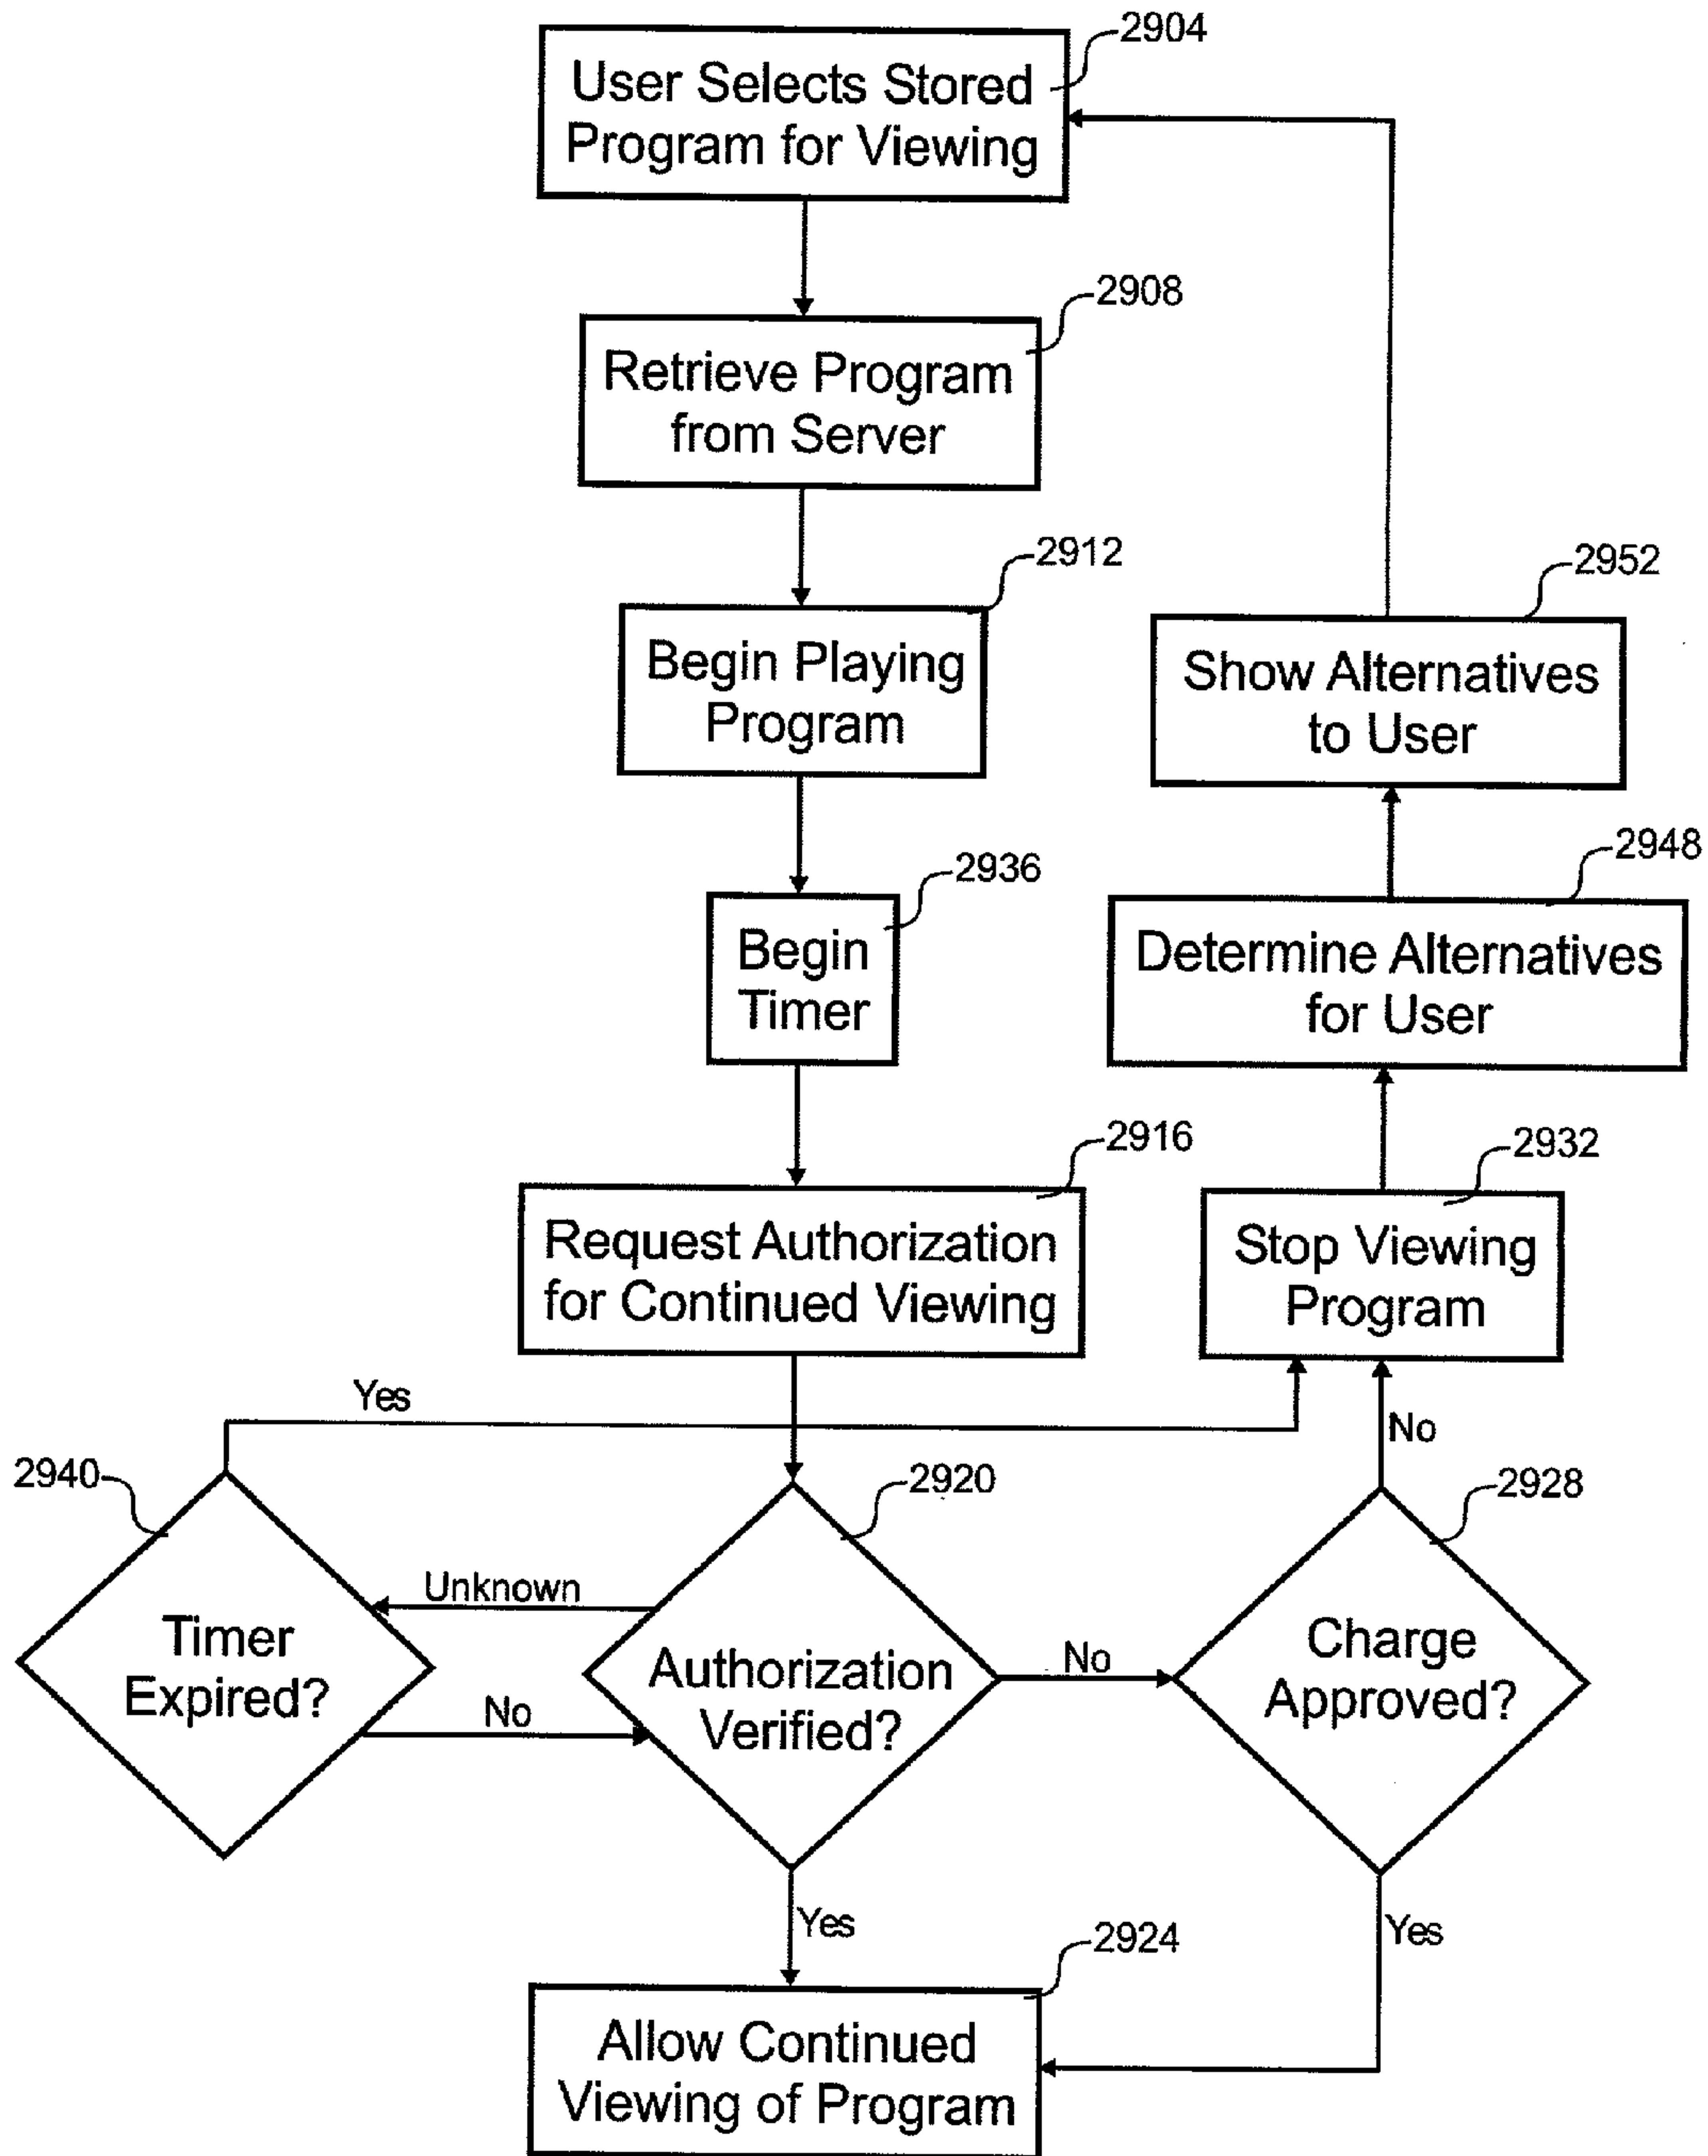 2904
User Selects Stored
Program for Viewing
2908
Retrieve Program
from Server
2912
Begin Playing
Program
2952
Show Alternatives
to User
2936
Begin
Timer
2948
Determine Alternatives
for User
2916
Request Authorization
for Continued Viewing
2932
Stop Viewing
Program
Yes
No
2940
Timer
Expired?
Unknown
No
2920
Authorization
Verified?
No
2928
Charge
Approved?
Yes
Yes
2924
Allow Continued
Viewing of Program